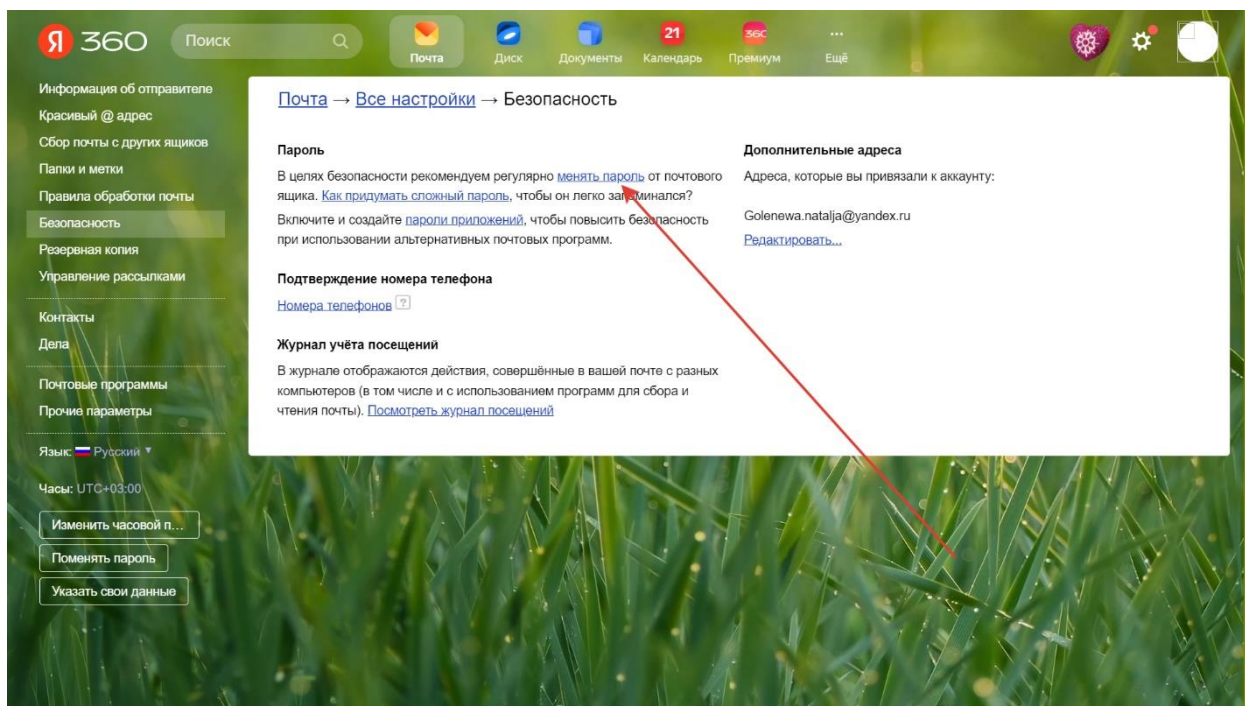 Я 360
Поиск
Почта
Диск
Документы
21
Календарь
360
Премиум
Ещё
Информация об отправителе
Красивый @ адрес
Сбор почты с других ящиков
Папки и метки
Правила обработки почты
Безопасность
Резервная копия
Управление рассылками
Контакты
Дела
Почтовые программы
Прочие параметры
Язык: Русский
Часы: UTC+03:00
Изменить часовой п...
Поменять пароль
Указать свои данные
Почта → Все настройки → Безопасность
Пароль
В целях безопасности рекомендуем регулярно менять пароль от почтового
ящика. Как придумать сложный пароль, чтобы он легко запоминался?
Включите и создайте пароли приложений, чтобы повысить безопасность
при использовании альтернативных почтовых программ.
Подтверждение номера телефона
Номера телефонов ?
Журнал учёта посещений
В журнале отображаются действия, совершённые в вашей почте с разных
компьютеров (в том числе и с использованием программ для сбора и
чтения почты). Посмотреть журнал посещений
Дополнительные адреса
Адреса, которые вы привязали к аккаунту:
Golenewa.natalja@yandex.ru
Редактировать...